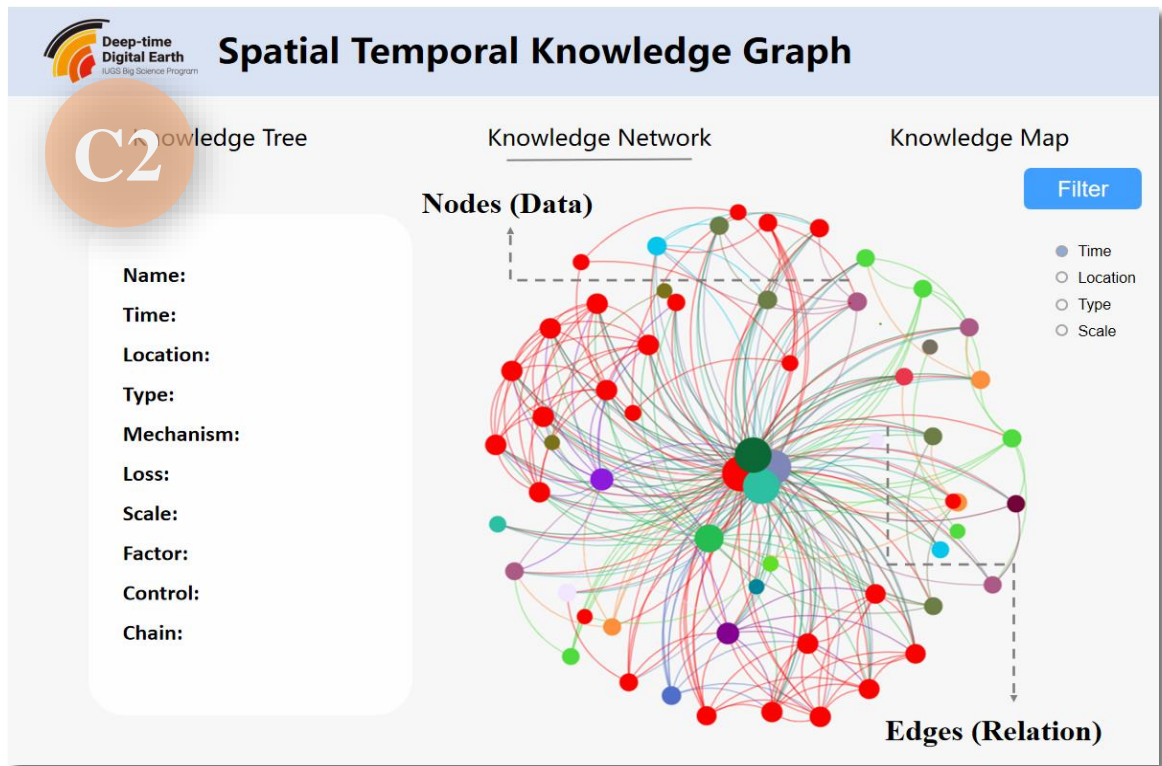 Deep-time
Digital Earth
IUGS Big Science Program
Spatial Temporal Knowledge Graph
C2
Knowledge Tree
Knowledge Network
Knowledge Map
Filter
Nodes (Data)
Time
Location
Type
Scale
Name:
Time:
Location:
Type:
Mechanism:
Loss:
Scale:
Factor:
Control:
Chain:
Edges (Relation)